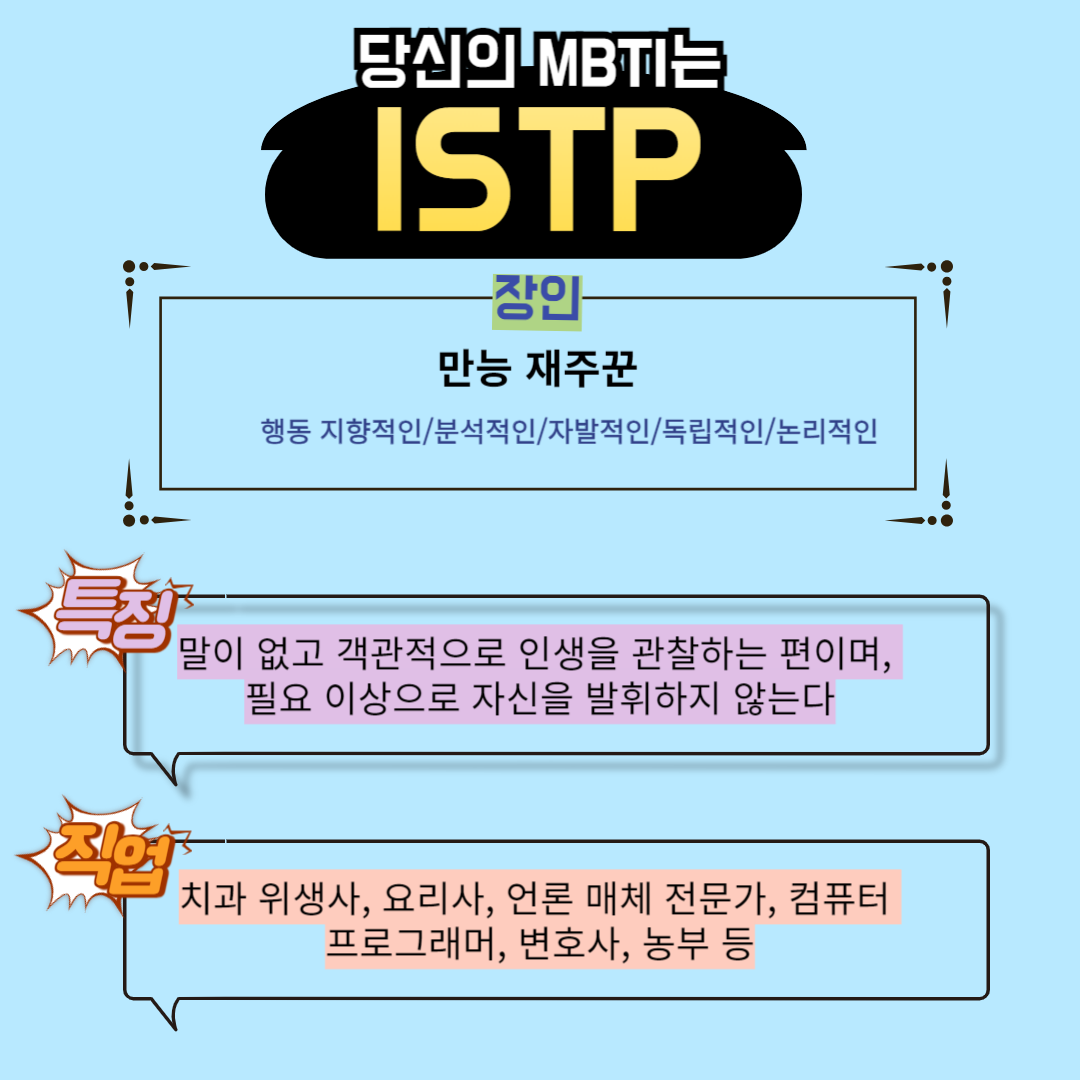 당신의 MBTI는
ISTP
장인
만능 재주꾼
행동 지향적인/분석적인/자발적인/독립적인/논리적인
특징
말이 없고 객관적으로 인생을 관찰하는 편이며,
필요 이상으로 자신을 발휘하지 않는다
직업
치과 위생사, 요리사, 언론 매체 전문가, 컴퓨터
프로그래머, 변호사, 농부 등